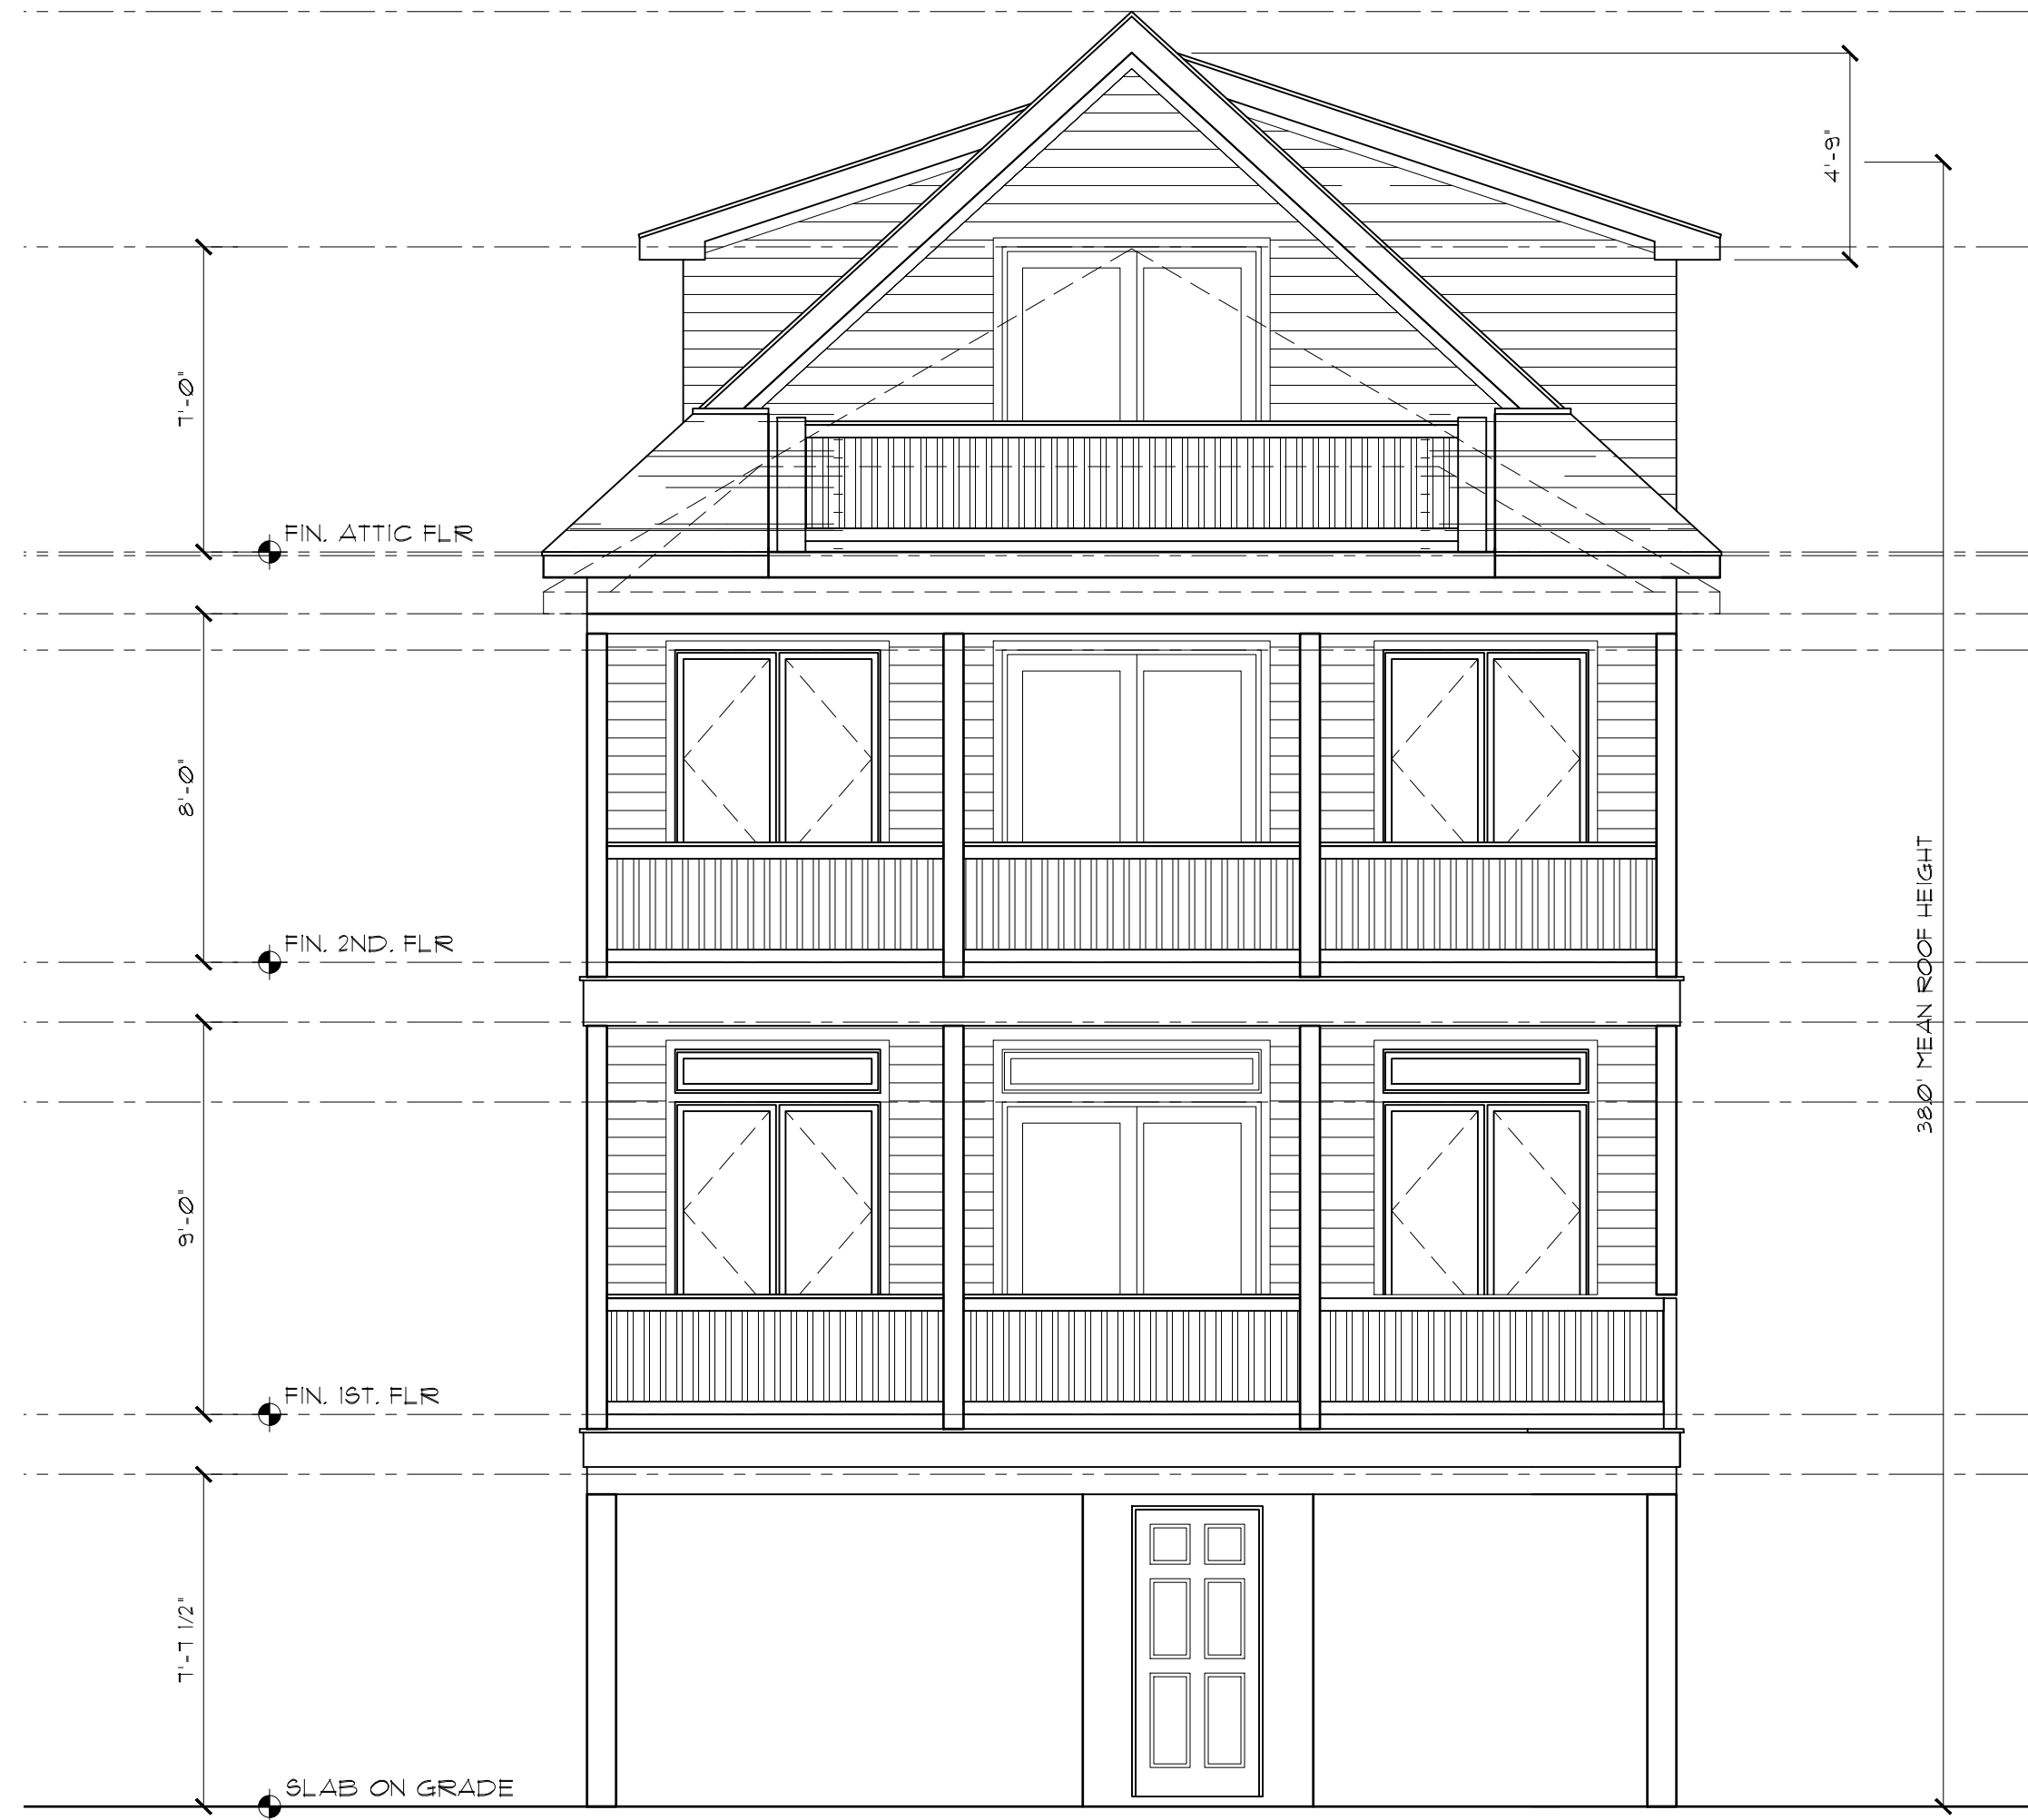 4'-9"
7'-0"
FIN. ATTIC FLR
8'-0"
38.0' MEAN ROOF HEIGHT
FIN. 2ND. FLR
9'-0"
FIN. 1ST. FLR
7'-7 1/2"
SLAB ON GRADE